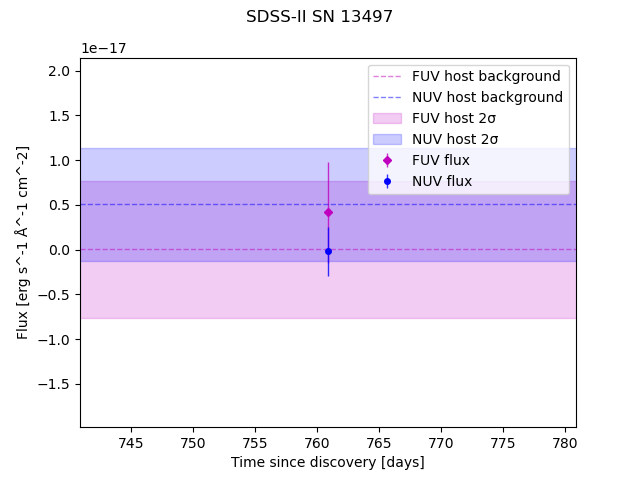 SDSS-II SN 13497
1e−17
2.0
1.5
1.0
0.5
0.0
−0.5
−1.0
−1.5
Flux [erg s^-1 Å^-1 cm^-2]
FUV host background
NUV host background
FUV host 2σ
NUV host 2σ
FUV flux
NUV flux
745 750 755 760 765 770 775 780
Time since discovery [days]